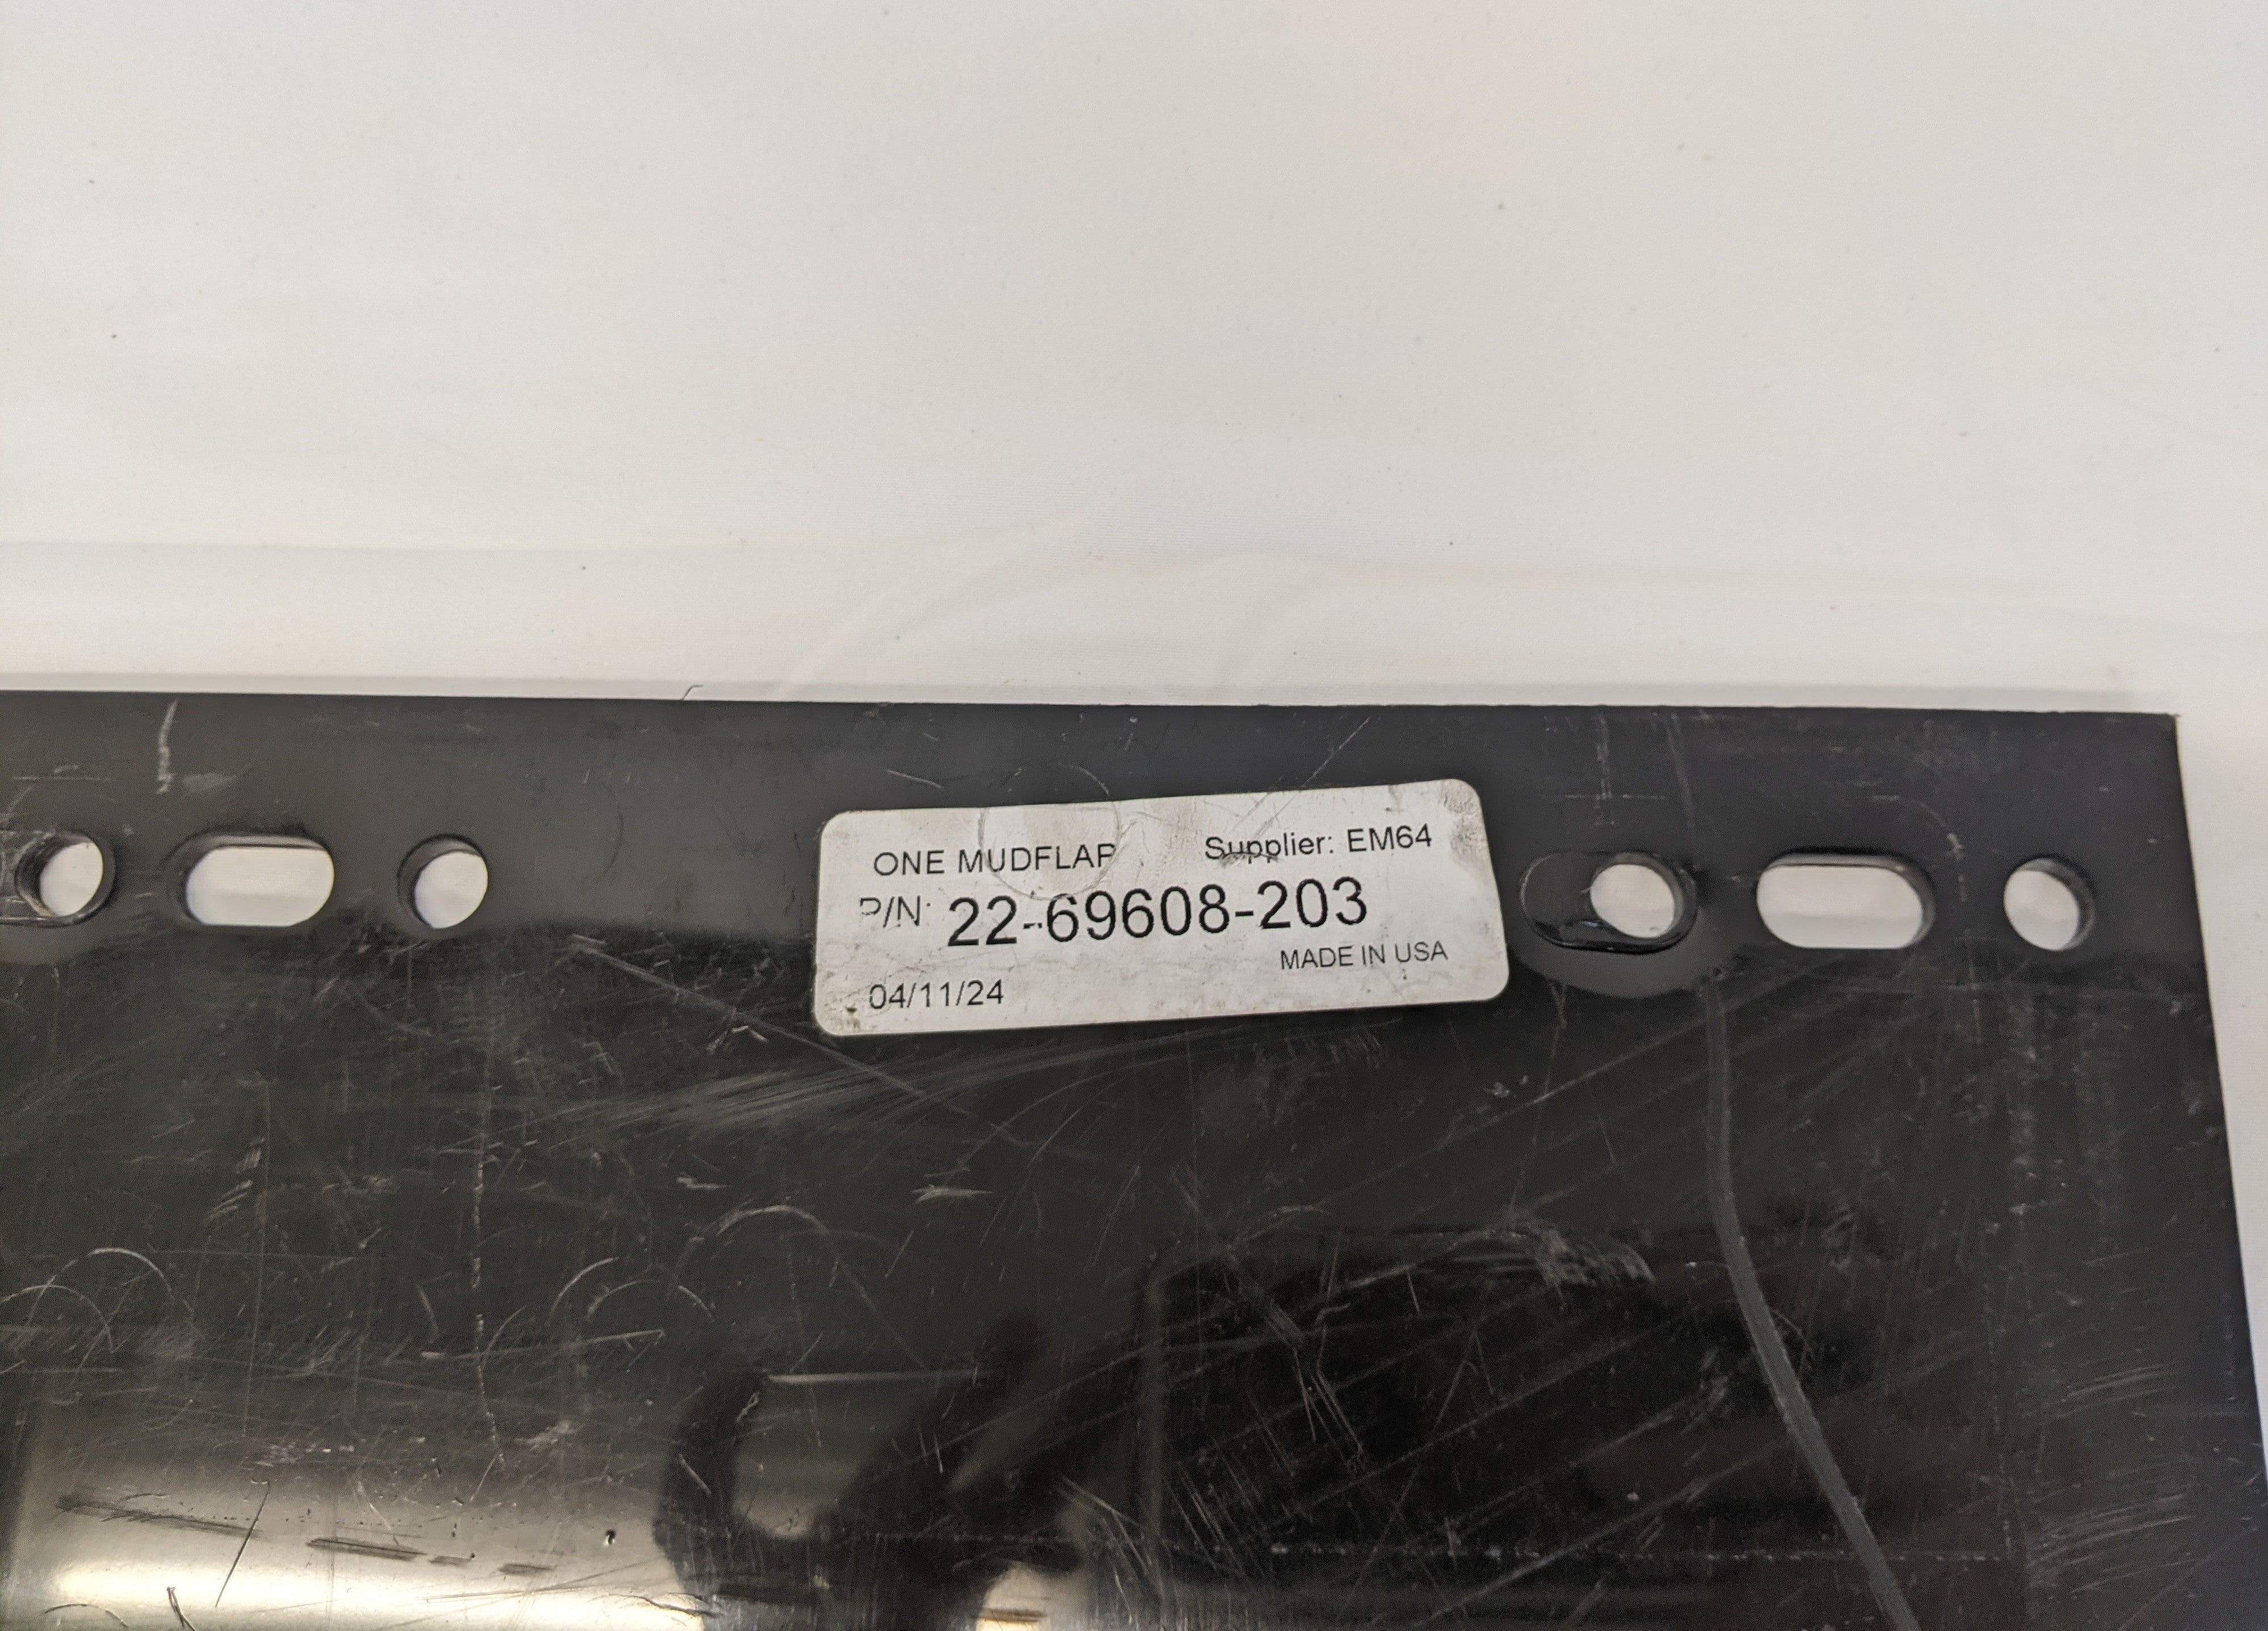 ONE MUDFLAP Supplier: EM64
P/N: 22-69608-203
MADE IN USA
04/11/24